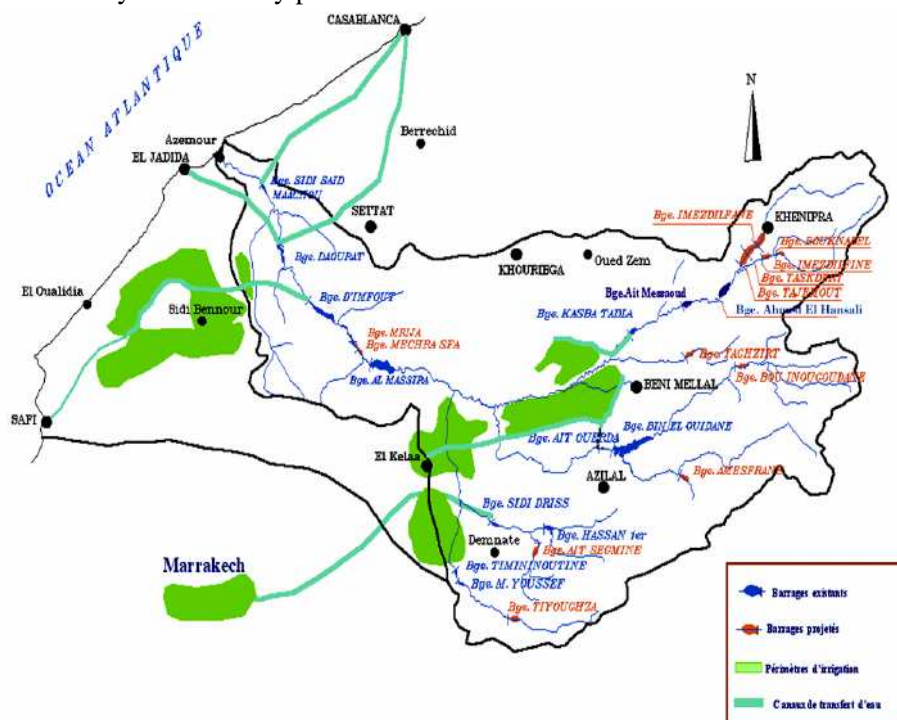 CASABLANCA
OCEAN ATLANTIQUE
N
Berrechid
Azemour
EL JADIDA
Bge. SIDI SAID
MAACHOU
SETTAT
Bge. IMEZDILFANE
KHENIFRA
Bge. DAOURAT
KHOURIBGA
Oued Zem
Bge. IMEZDILFINE
Bge. TASKDERT
Bge. TAJEMOUT
Bge. Ait Messaoud
Bge. Ahmed El Hansali
El Oualidia
Sidi Bennour
Bge. D'IMFOUT
Bge. KASBA TADLA
Bge. MRIJA
Bge. MECHRA SFA
Bge. TAGHZIRT
Bge. BOU INOUGOUDANE
Bge. AL MASSIRA
BENI MELLAL
SAFI
Bge. AIT OUERDA
Bge. BIN EL OUIDANE
El Kelaa
AZILAL
Bge. AMESFRANE
Bge. SIDI DRISS
Bge. HASSAN 1er
Demnate
Bge. AIT SEGMINE
Marrakech
Bge. TIMININOUTINE
Bge. M. YOUSSEF
Bge. TIYOUGHZA
Barrages existants
Barrages projetés
Périmètres d'irrigation
Canaux de transfert d'eau